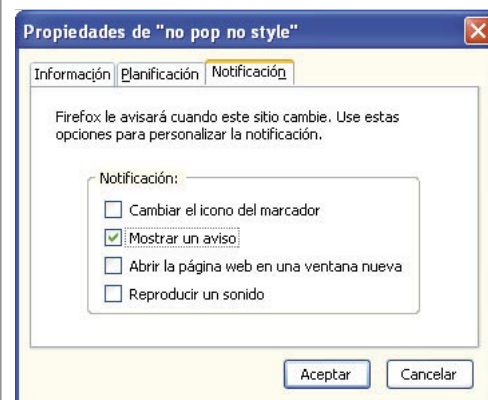 Propiedades de "no pop no style"
Información Planificación Notificación
Firefox le avisará cuando este sitio cambie. Use estas
opciones para personalizar la notificación.
Notificación:
Cambiar el icono del marcador
Mostrar un aviso
Abrir la página web en una ventana nueva
Reproducir un sonido
Aceptar Cancelar